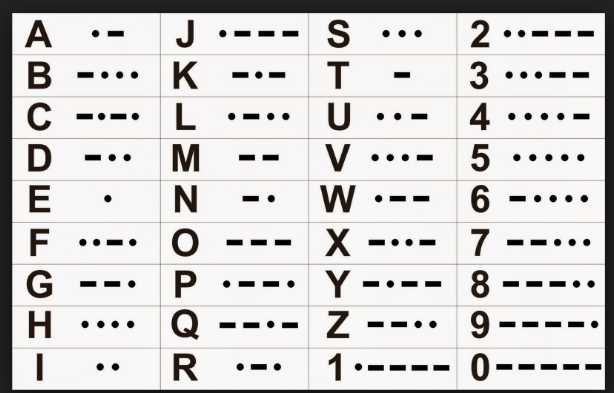 A •– J •––– S ••• 2 ••–––
B –••• K –•– T – 3 •••––
C –•–• L •–•• U ••– 4 ••••–
D –•• M –– V •••– 5 •••••
E • N –• W •–– 6 –••••
F ••–• O ––– X –••– 7 ––•••
G ––• P •––• Y –•–– 8 –––••
H •••• Q ––•– Z ––•• 9 ––––•
I •• R •–• 1 •–––– 0 –––––